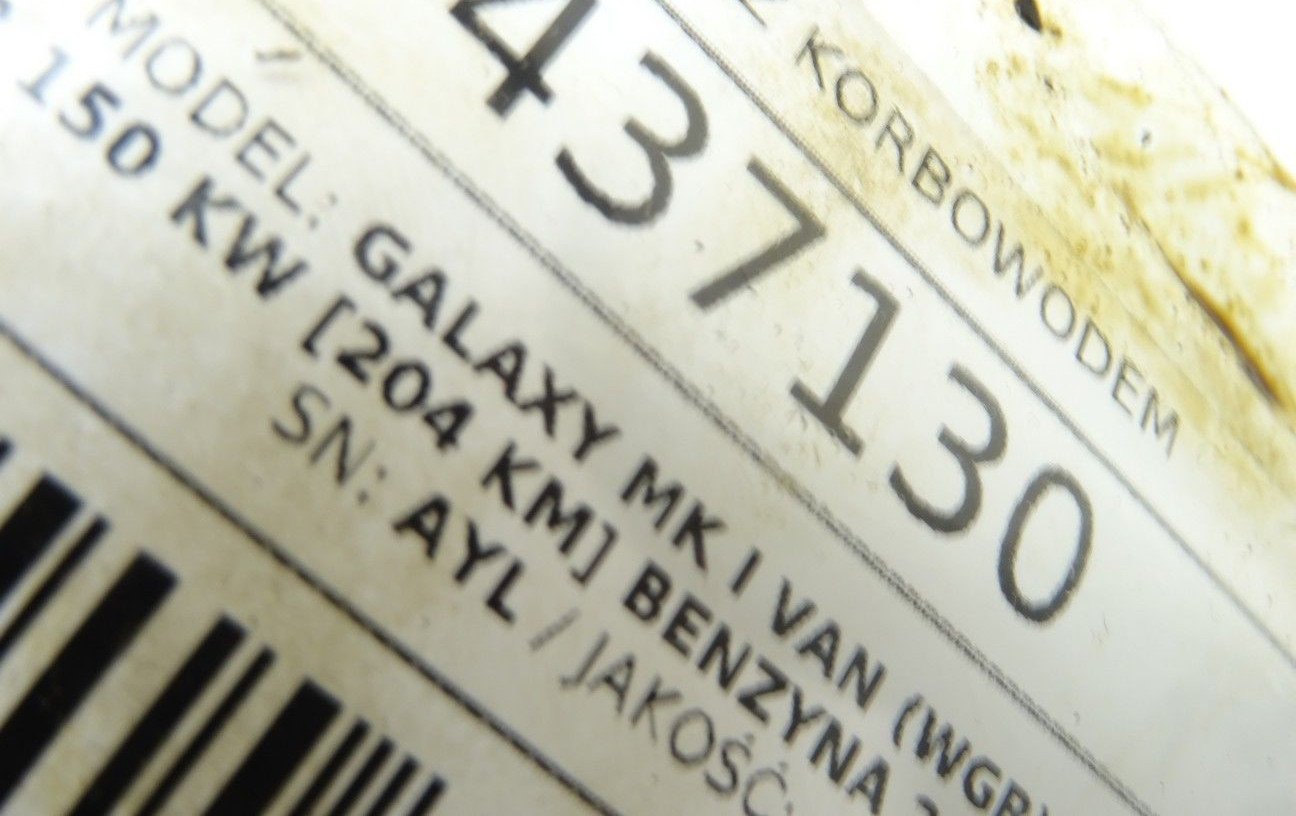 KORBOWODEM
437130
MODEL: GALAXY MK I VAN (WGR)
150 KW [204 KM] BENZYNA
SN: AYL / JAKOŚĆ: